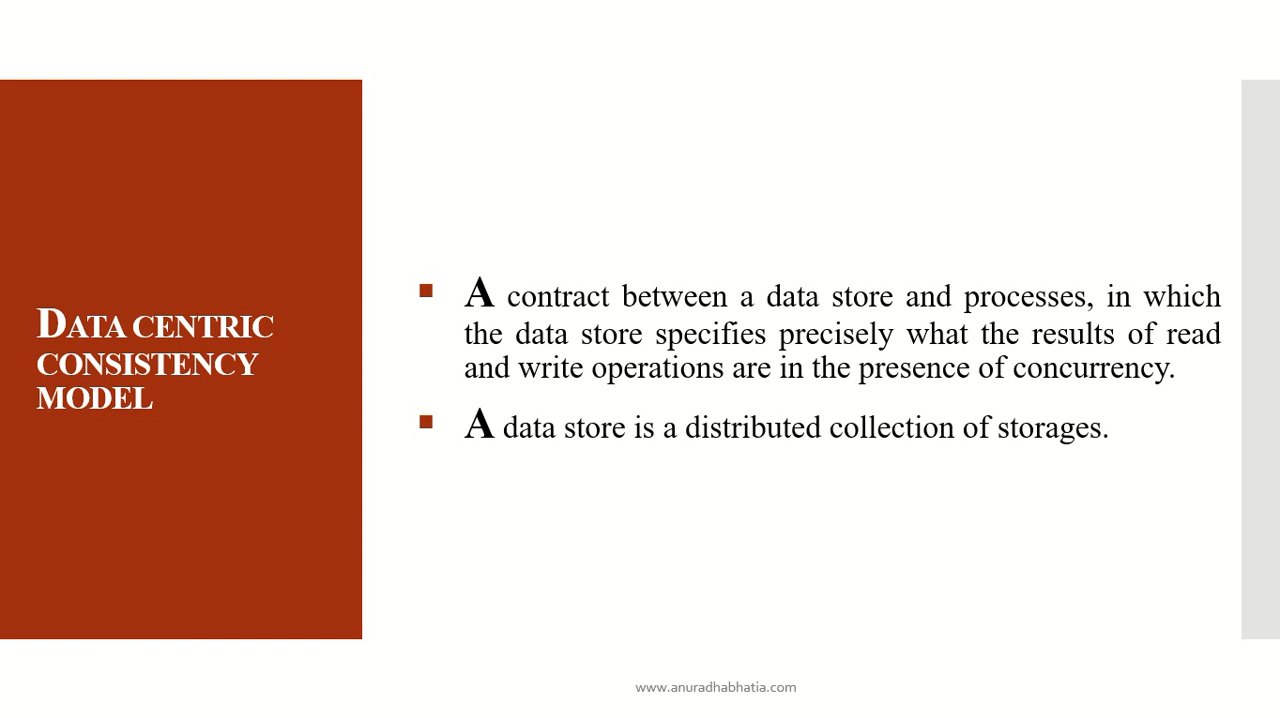 DATA CENTRIC
CONSISTENCY
MODEL
A contract between a data store and processes, in which
the data store specifies precisely what the results of read
and write operations are in the presence of concurrency.
A data store is a distributed collection of storages.
www.anuradhabhatia.com